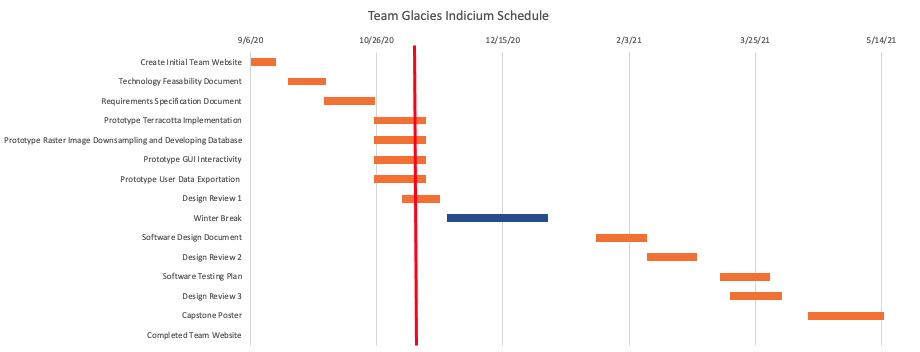 Team Glacies Indicium Schedule
9/6/20 10/26/20 12/15/20 2/3/21 3/25/21 5/14/21
Create Initial Team Website
Technology Feasability Document
Requirements Specification Document
Prototype Terracotta Implementation
Prototype Raster Image Downsampling and Developing Database
Prototype GUI Interactivity
Prototype User Data Exportation
Design Review 1
Winter Break
Software Design Document
Design Review 2
Software Testing Plan
Design Review 3
Capstone Poster
Completed Team Website